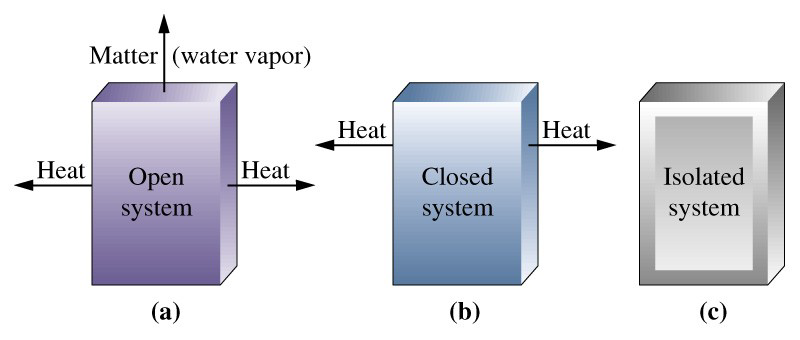 Matter (water vapor)
Heat
Heat
Open
system
(a)
Heat
Heat
Closed
system
(b)
Isolated
system
(c)